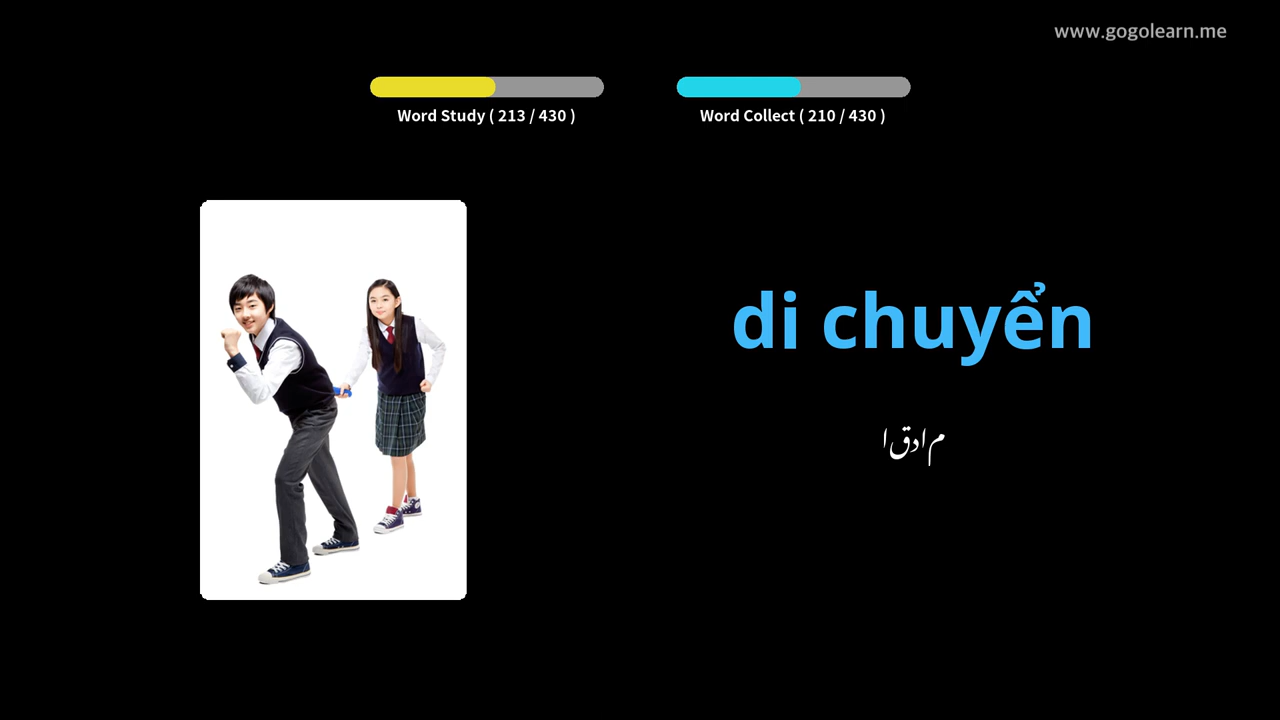 www.gogolearn.me
Word Study ( 213 / 430 )
Word Collect ( 210 / 430 )
di chuyển
اقدام